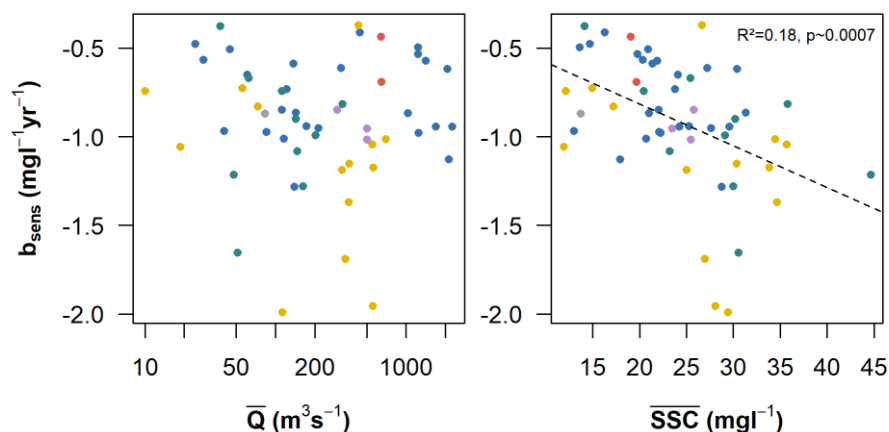 R²=0.18, p~0.0007
-0.5
-1.0
-1.5
-2.0
-0.5
-1.0
-1.5
-2.0
b_sens (mgl⁻¹yr⁻¹)
10 50 200 1000
15 20 25 30 35 40 45
Q̅ (m³s⁻¹)
S̅S̅C̅ (mgl⁻¹)